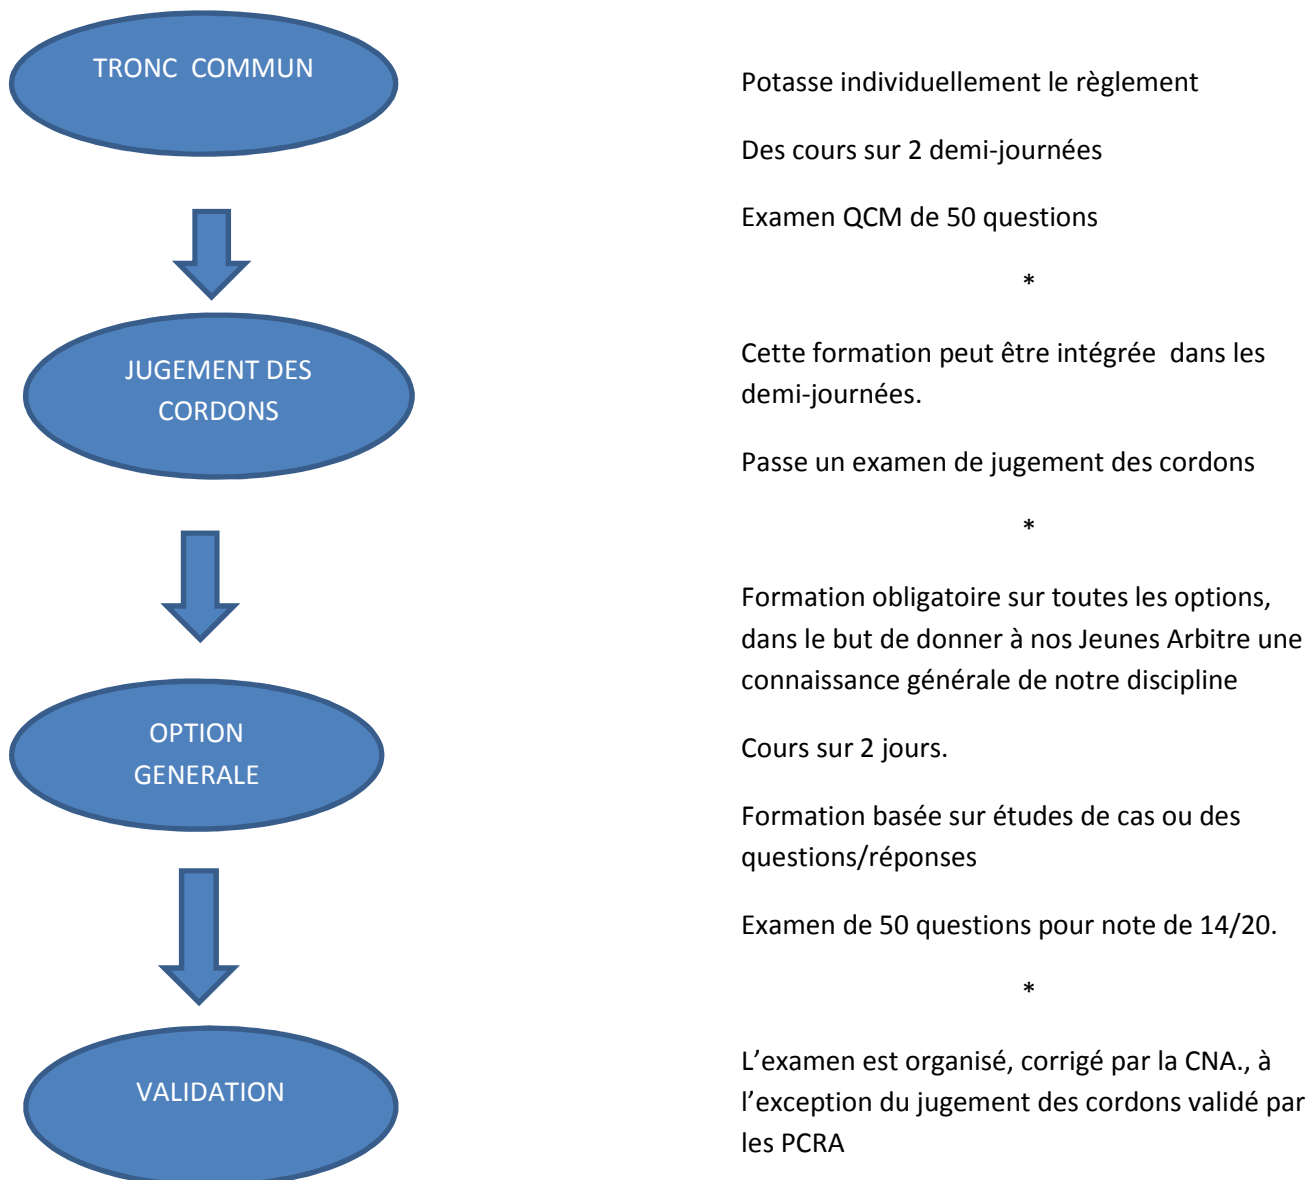 TRONC COMMUN
Potasse individuellement le règlement
Des cours sur 2 demi-journées
Examen QCM de 50 questions
*
JUGEMENT DES
CORDONS
Cette formation peut être intégrée dans les
demi-journées.
Passe un examen de jugement des cordons
*
OPTION
GENERALE
Formation obligatoire sur toutes les options,
dans le but de donner à nos Jeunes Arbitre une
connaissance générale de notre discipline
Cours sur 2 jours.
Formation basée sur études de cas ou des
questions/réponses
Examen de 50 questions pour note de 14/20.
*
VALIDATION
L'examen est organisé, corrigé par la CNA., à
l'exception du jugement des cordons validé par
les PCRA